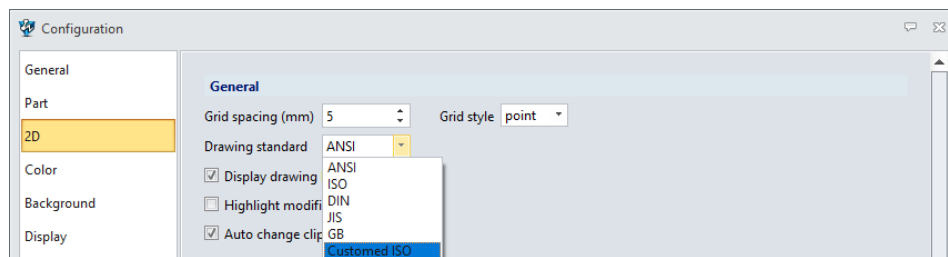 Configuration
General
Part
2D
Color
Background
Display
General
Grid spacing (mm) 5 Grid style point
Drawing standard ANSI
ANSI
ISO
DIN
JIS
GB
Customed ISO
Display drawing
Highlight modifi
Auto change clip